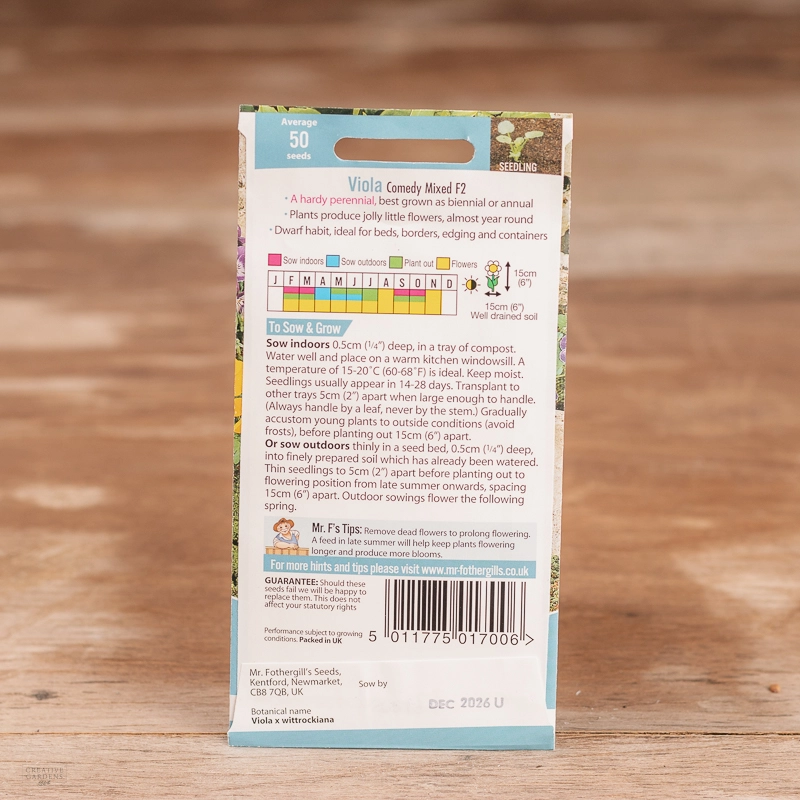 Average
50
seeds
SEEDLING
Viola Comedy Mixed F2
• A hardy perennial, best grown as biennial or annual
• Plants produce jolly little flowers, almost year round
• Dwarf habit, ideal for beds, borders, edging and containers
Sow indoors Sow outdoors Plant out Flowers
J F M A M J J A S O N D
15cm
(6")
15cm (6")
Well drained soil
To Sow & Grow
Sow indoors 0.5cm (1/4") deep, in a tray of compost.
Water well and place on a warm kitchen windowsill. A
temperature of 15-20°C (60-68°F) is ideal. Keep moist.
Seedlings usually appear in 14-28 days. Transplant to
other trays 5cm (2") apart when large enough to handle.
(Always handle by a leaf, never by the stem.) Gradually
accustom young plants to outside conditions (avoid
frosts), before planting out 15cm (6") apart.
Or sow outdoors thinly in a seed bed, 0.5cm (1/4") deep,
into finely prepared soil which has already been watered.
Thin seedlings to 5cm (2") apart before planting out to
flowering position from late summer onwards, spacing
15cm (6") apart. Outdoor sowings flower the following
spring.
Mr. F's Tips: Remove dead flowers to prolong flowering.
A feed in late summer will help keep plants flowering
longer and produce more blooms.
For more hints and tips please visit www.mr-fothergills.co.uk
GUARANTEE: Should these
seeds fail we will be happy to
replace them. This does not
affect your statutory rights
Performance subject to growing
conditions. Packed in UK
5 011775 017006 >
Mr. Fothergill's Seeds,
Kentford, Newmarket,
CB8 7QB, UK
Sow by
DEC 2026 U
Botanical name
Viola x wittrockiana
CREATIVE
GARDENS